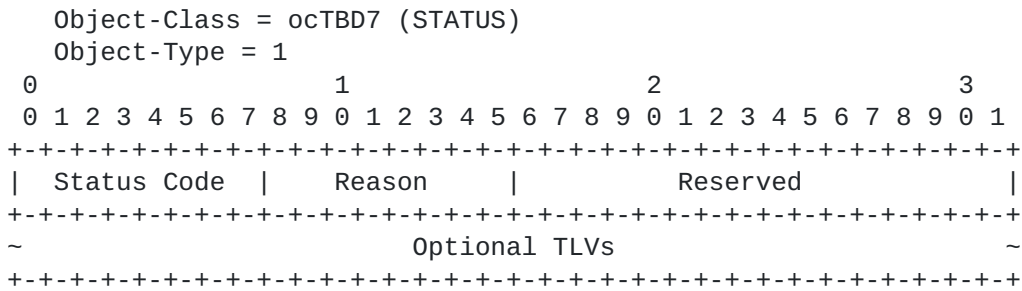 Object-Class = ocTBD7 (STATUS)
Object-Type = 1
0                   1                   2                   3
0 1 2 3 4 5 6 7 8 9 0 1 2 3 4 5 6 7 8 9 0 1 2 3 4 5 6 7 8 9 0 1
+-+-+-+-+-+-+-+-+-+-+-+-+-+-+-+-+-+-+-+-+-+-+-+-+-+-+-+-+-+-+-+-+
|  Status Code  |    Reason     |          Reserved             |
+-+-+-+-+-+-+-+-+-+-+-+-+-+-+-+-+-+-+-+-+-+-+-+-+-+-+-+-+-+-+-+-+
~                         Optional TLVs                         ~
+-+-+-+-+-+-+-+-+-+-+-+-+-+-+-+-+-+-+-+-+-+-+-+-+-+-+-+-+-+-+-+-+